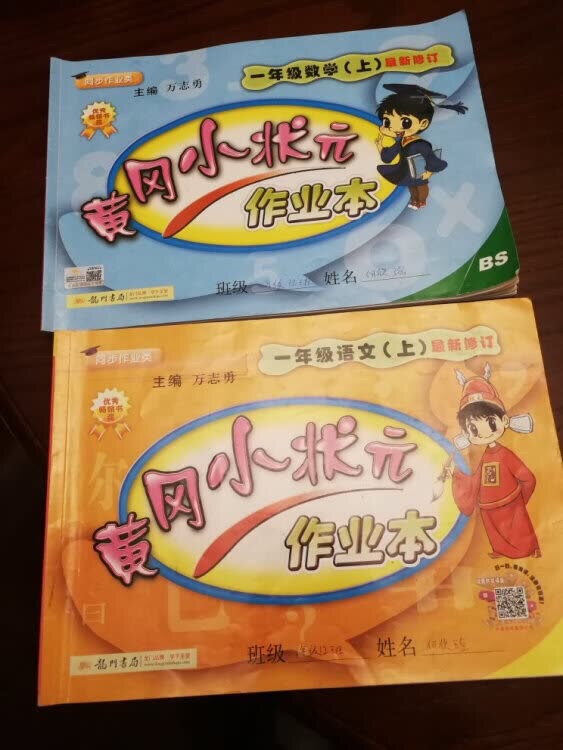 一年级数学（上）最新修订
同步作业类
主编 万志勇
优秀畅销书奖
黄冈小状元
作业本
BS
班级 姓名
龍門書局
一年级语文（上）最新修订
同步作业类
主编 万志勇
优秀畅销书奖
黄冈小状元
作业本
班级 姓名
龍門書局